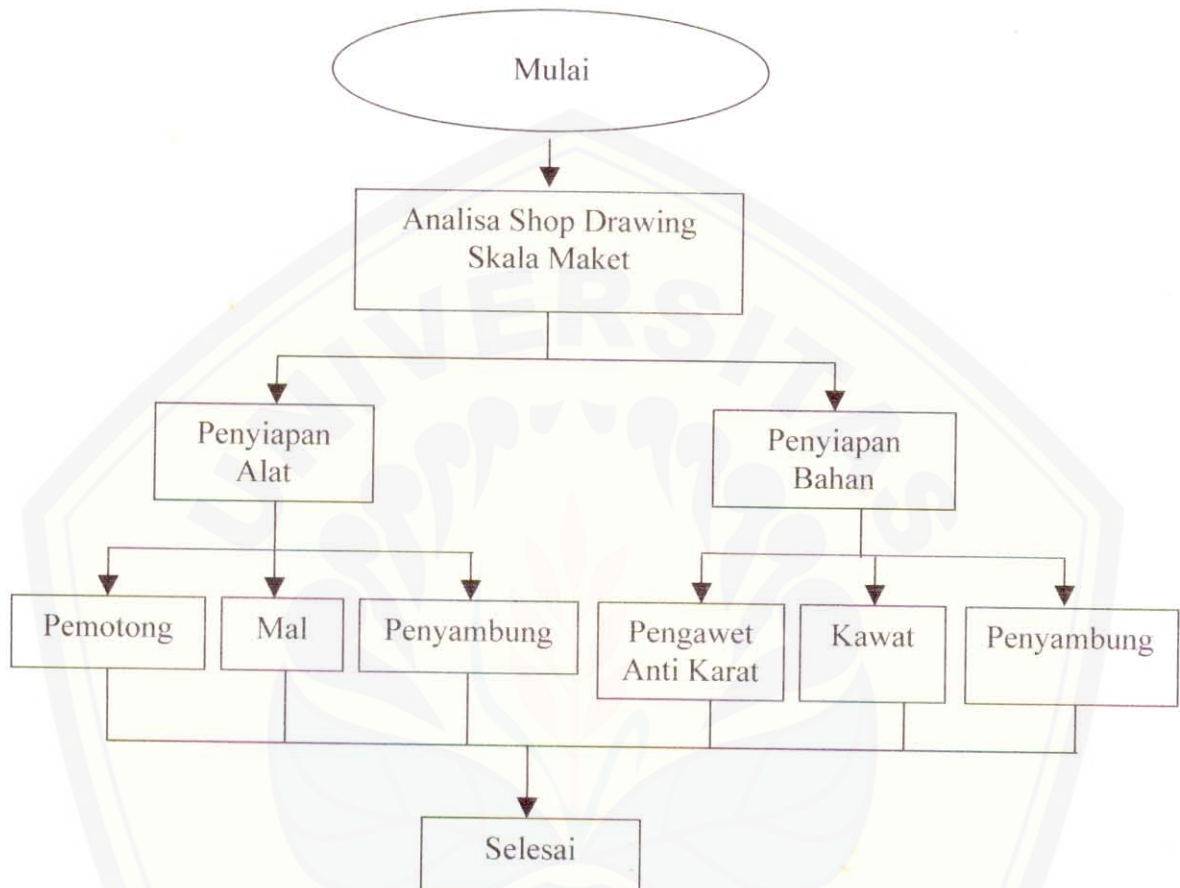 Mulai
Analisa Shop Drawing
Skala Maket
Penyiapan
Alat
Penyiapan
Bahan
Pemotong
Mal
Penyambung
Pengawet
Anti Karat
Kawat
Penyambung
Selesai
UNIVERSITAS